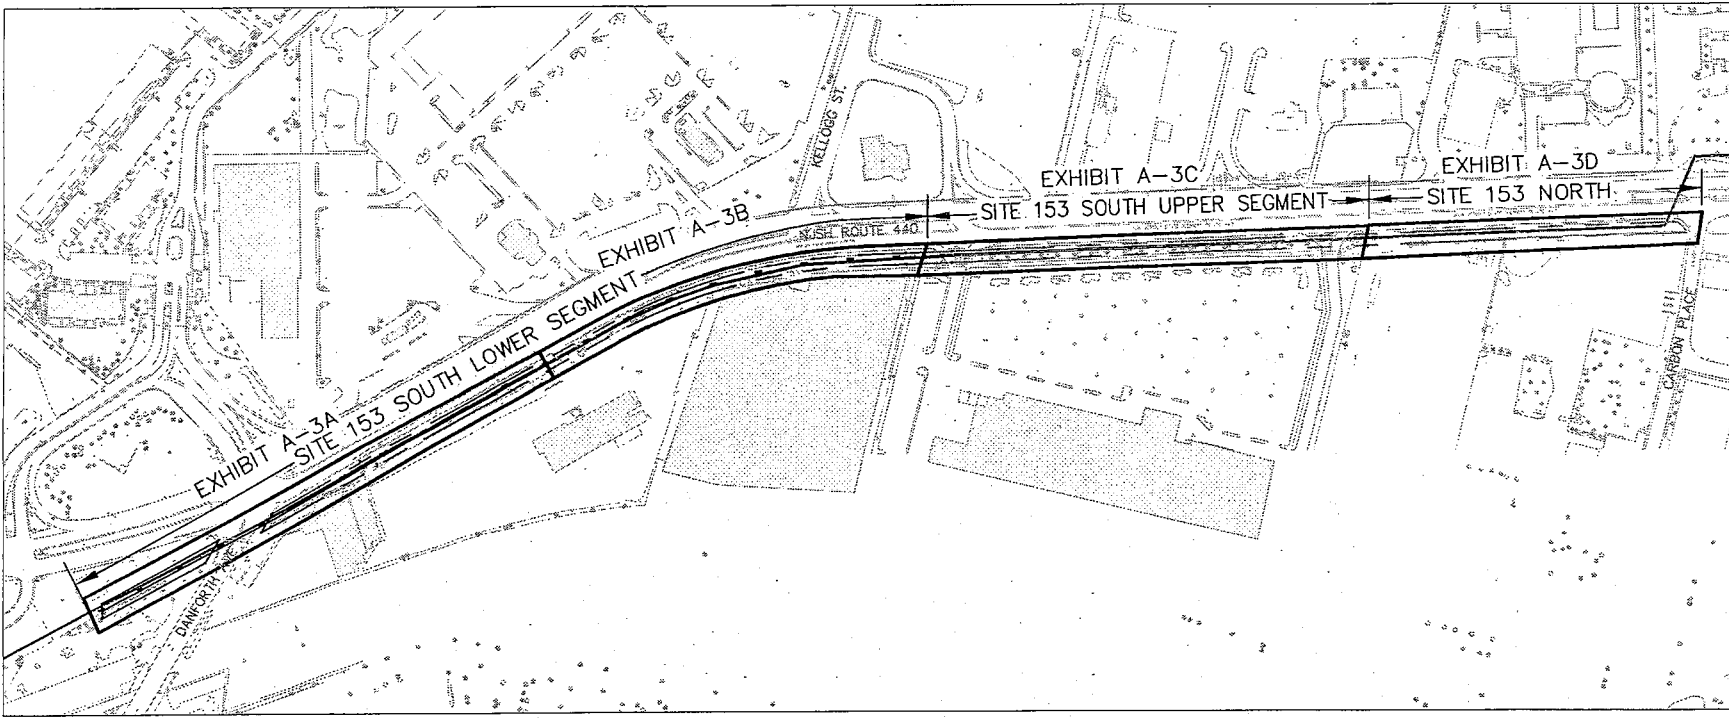 KELLOGG ST.
EXHIBIT A-3D
SITE 153 NORTH
EXHIBIT A-3C
SITE 153 SOUTH UPPER SEGMENT
EXHIBIT A-3B
ROUTE 440
EXHIBIT A-3A
SITE 153 SOUTH LOWER SEGMENT
CARBON PLACE
DANFORTH AVE